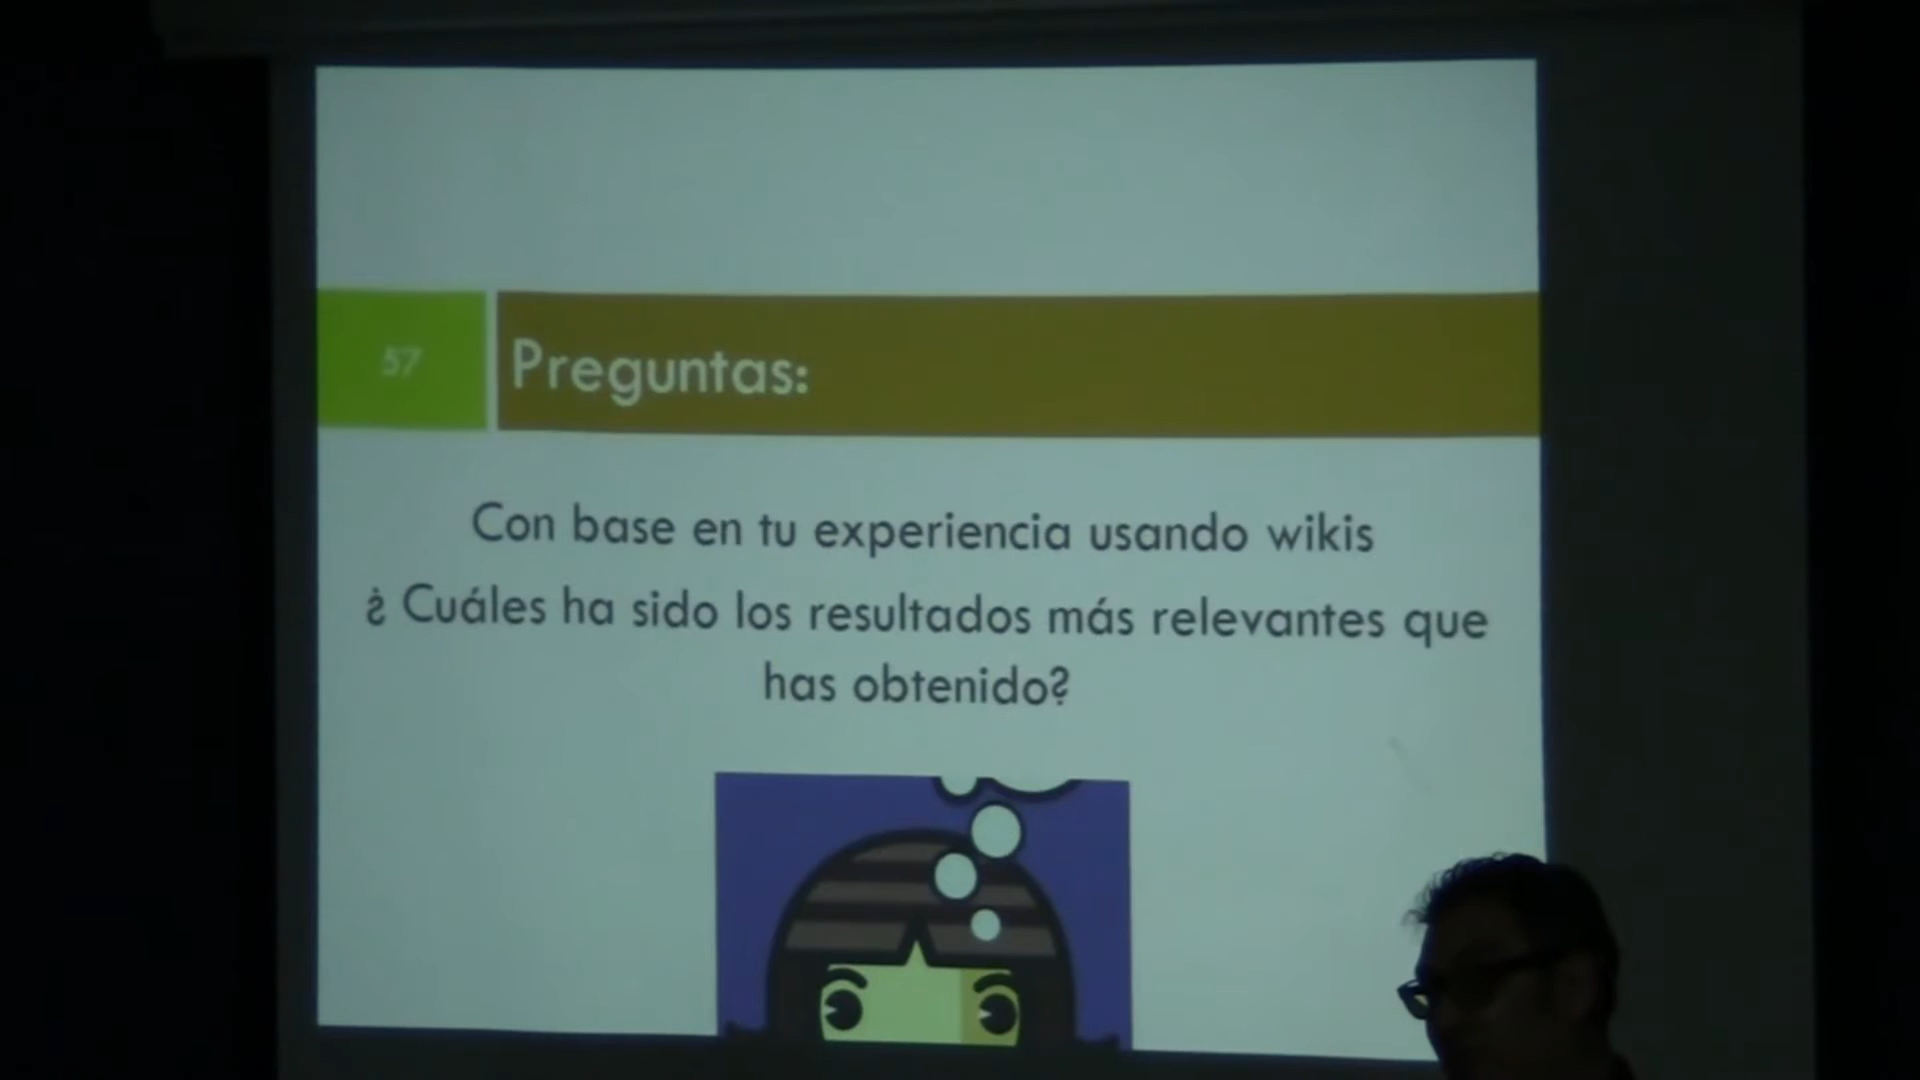 57
Preguntas:
Con base en tu experiencia usando wikis
¿ Cuáles ha sido los resultados más relevantes que
has obtenido?